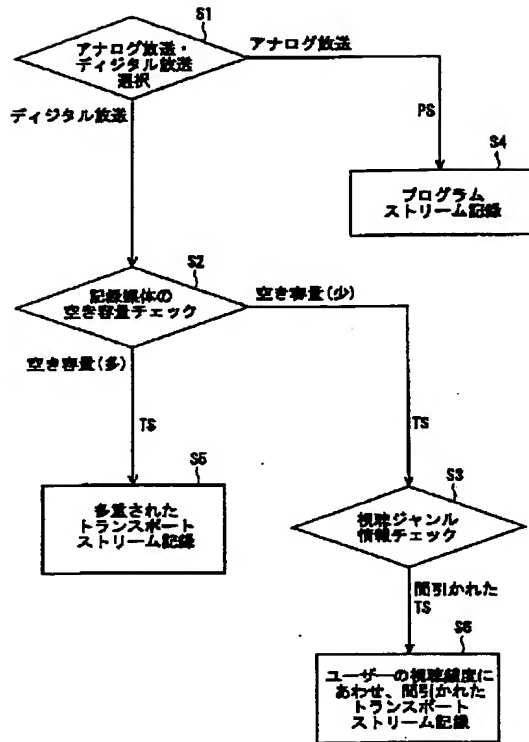 S1
アナログ放送・
ディジタル放送
選択
アナログ放送
ディジタル放送
PS
S4
プログラム
ストリーム記録
S2
記録媒体の
空き容量チェック
空き容量(少)
空き容量(多)
TS
TS
S5
多重された
トランスポート
ストリーム記録
S3
視聴ジャンル
情報チェック
間引かれた
TS
S6
ユーザーの視聴頻度に
あわせ、間引かれた
トランスポート
ストリーム記録